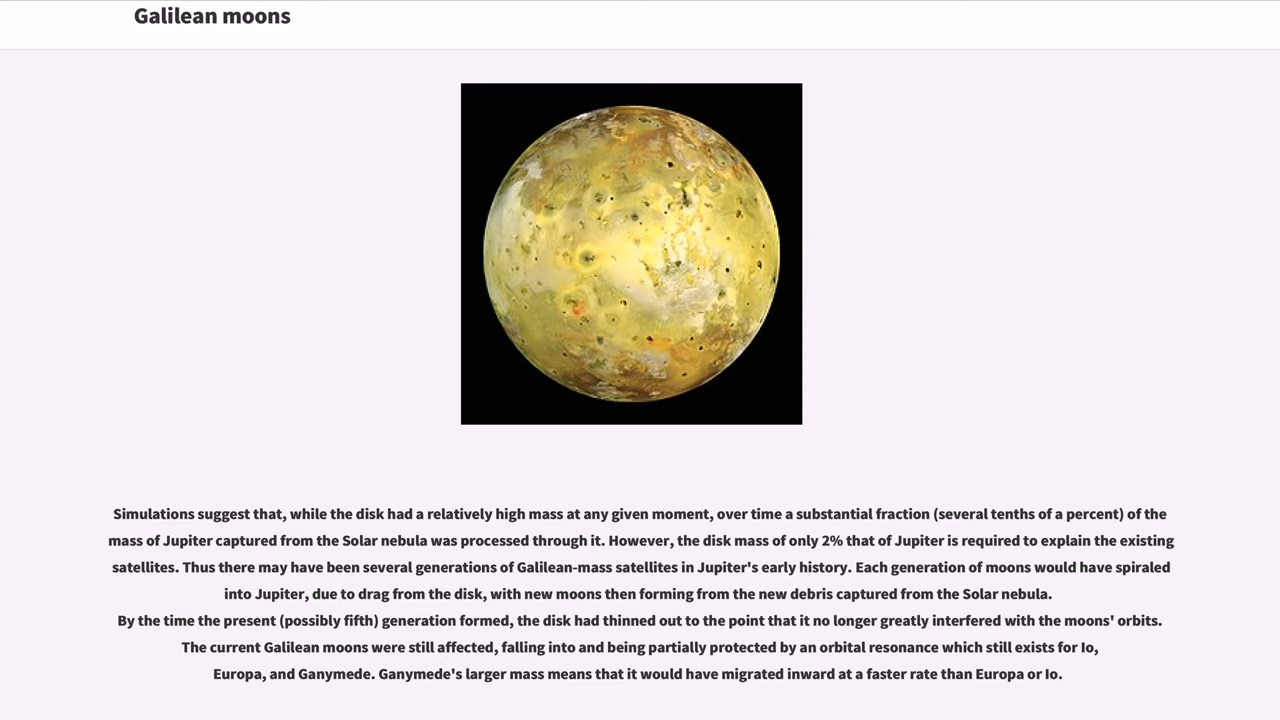 Galilean moons
Simulations suggest that, while the disk had a relatively high mass at any given moment, over time a substantial fraction (several tenths of a percent) of the
mass of Jupiter captured from the Solar nebula was processed through it. However, the disk mass of only 2% that of Jupiter is required to explain the existing
satellites. Thus there may have been several generations of Galilean-mass satellites in Jupiter's early history. Each generation of moons would have spiraled
into Jupiter, due to drag from the disk, with new moons then forming from the new debris captured from the Solar nebula.
By the time the present (possibly fifth) generation formed, the disk had thinned out to the point that it no longer greatly interfered with the moons' orbits.
The current Galilean moons were still affected, falling into and being partially protected by an orbital resonance which still exists for Io,
Europa, and Ganymede. Ganymede's larger mass means that it would have migrated inward at a faster rate than Europa or Io.